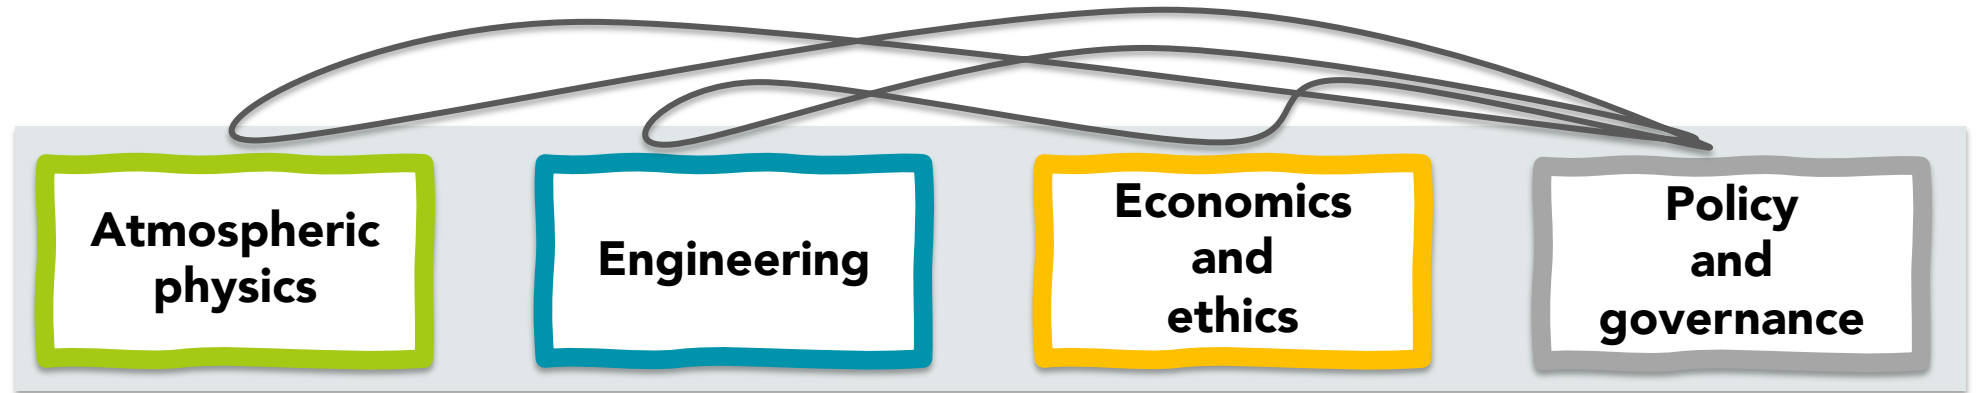 Atmospheric
physics
Engineering
Economics
and
ethics
Policy
and
governance